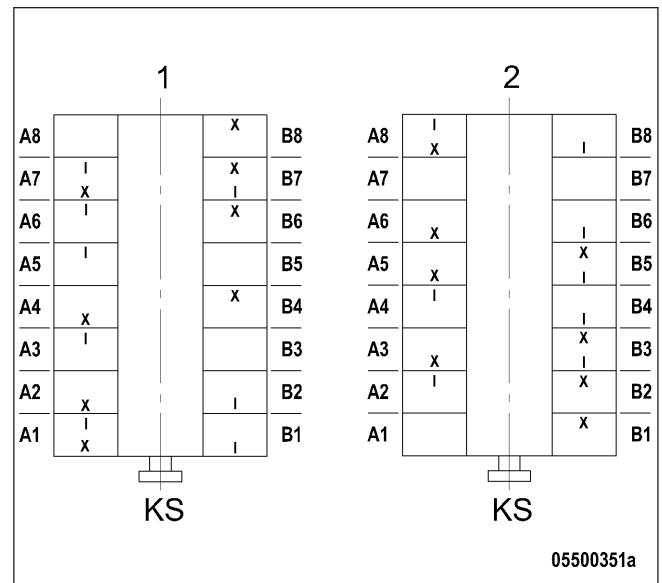 1 2
X I
A8 B8 A8 B8
X I
I X
A7 B7 A7 B7
X I
I X
A6 B6 A6 B6
X I
I X
A5 B5 A5 B5
X I
X I
A4 B4 A4 B4
X I
I X
A3 B3 A3 B3
X I
I X
A2 B2 A2 B2
X I
I X
A1 B1 A1 B1
X I
KS KS
05500351a